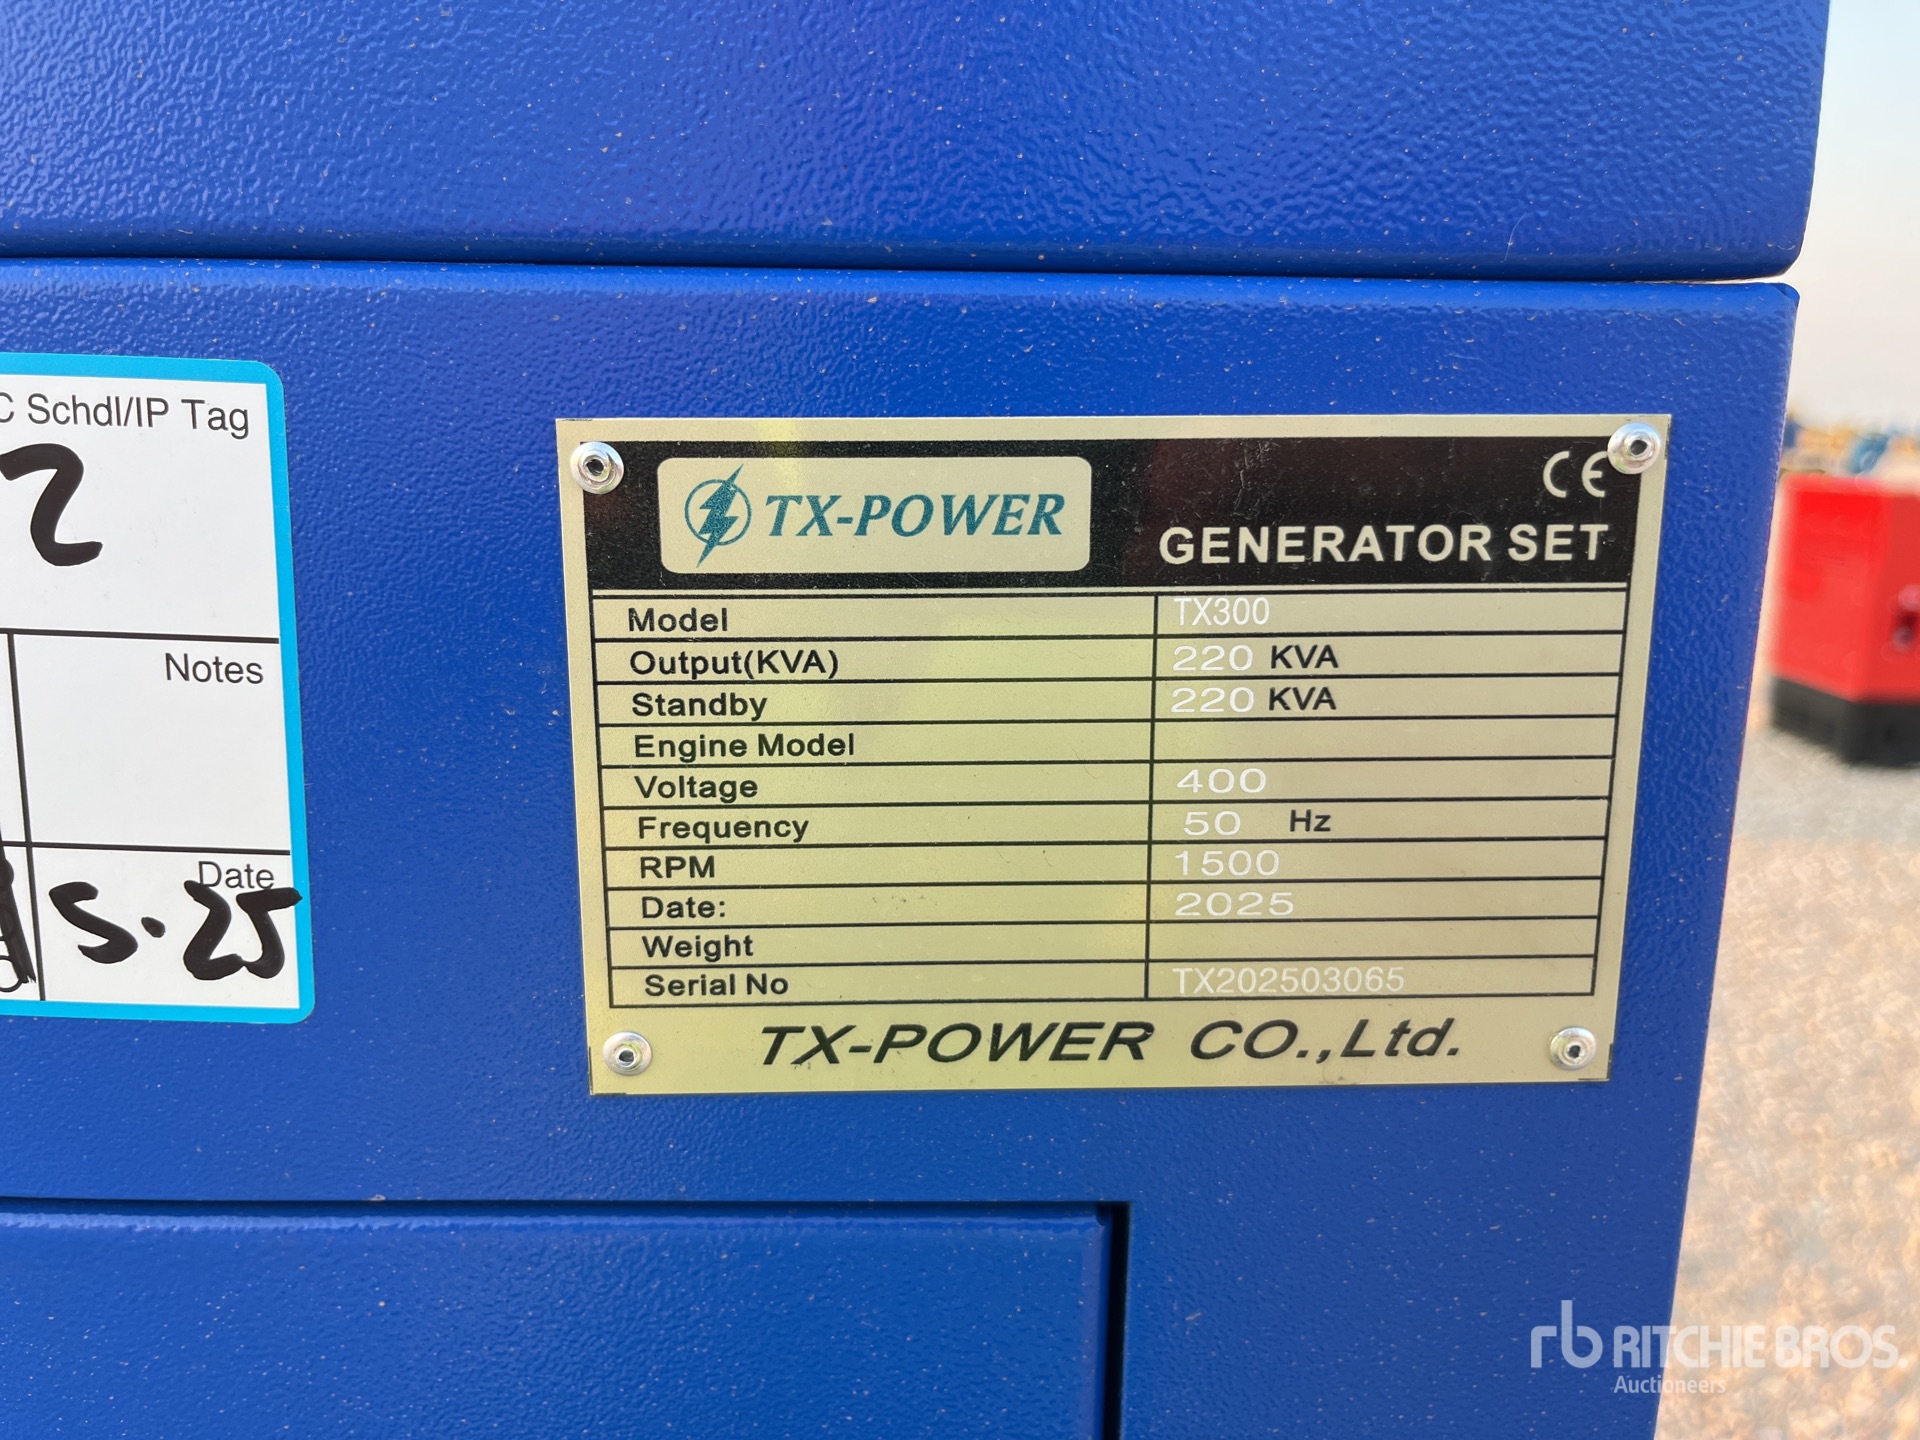 C Schdl/IP Tag
2
Notes
Date
5.25
TX-POWER
CE
GENERATOR SET
Model TX300
Output(KVA) 220 KVA
Standby 220 KVA
Engine Model
Voltage 400
Frequency 50 Hz
RPM 1500
Date: 2025
Weight
Serial No TX202503065
TX-POWER CO.,Ltd.
rb RITCHIE BROS.
Auctioneers